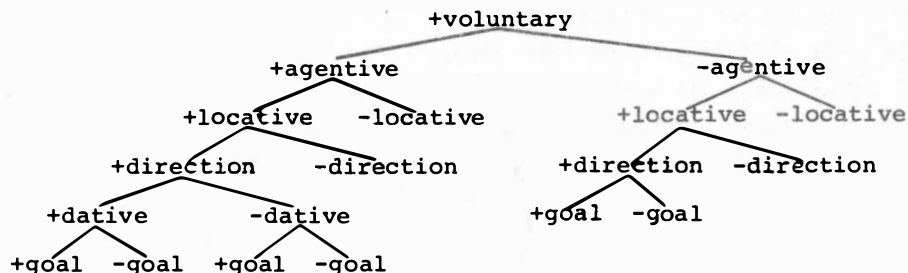 +voluntary
+agentive -agentive
+locative -locative +locative -locative
+direction -direction +direction -direction
+dative -dative +goal -goal
+goal -goal +goal -goal